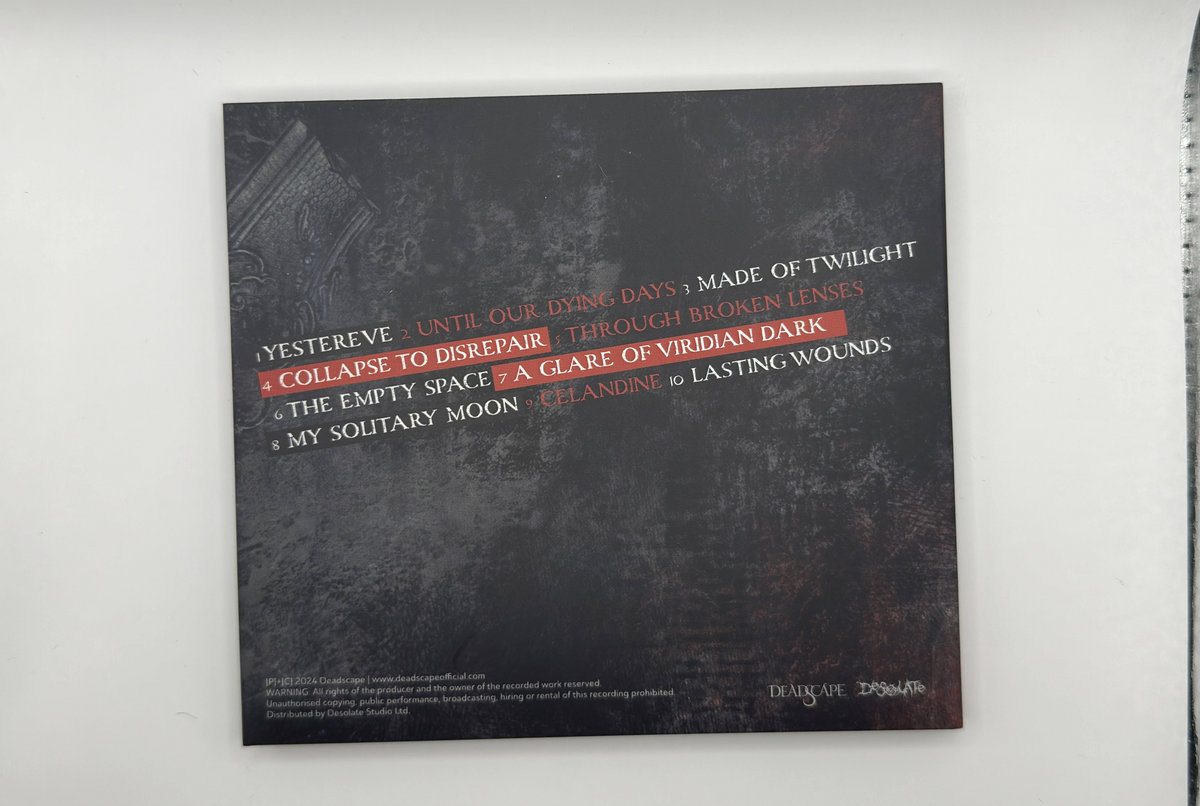 1 YESTEREVE 2 UNTIL OUR DYING DAYS 3 MADE OF TWILIGHT
4 COLLAPSE TO DISREPAIR 5 THROUGH BROKEN LENSES
6 THE EMPTY SPACE 7 A GLARE OF VIRIDIAN DARK
8 MY SOLITARY MOON 9 CELANDINE 10 LASTING WOUNDS
[P]+[C] 2024 Deadscape | www.deadscapeofficial.com
WARNING: All rights of the producer and the owner of the recorded work reserved.
Unauthorised copying, public performance, broadcasting, hiring or rental of this recording prohibited.
Distributed by Desolate Studio Ltd.
DEADSCAPE DESOLATE